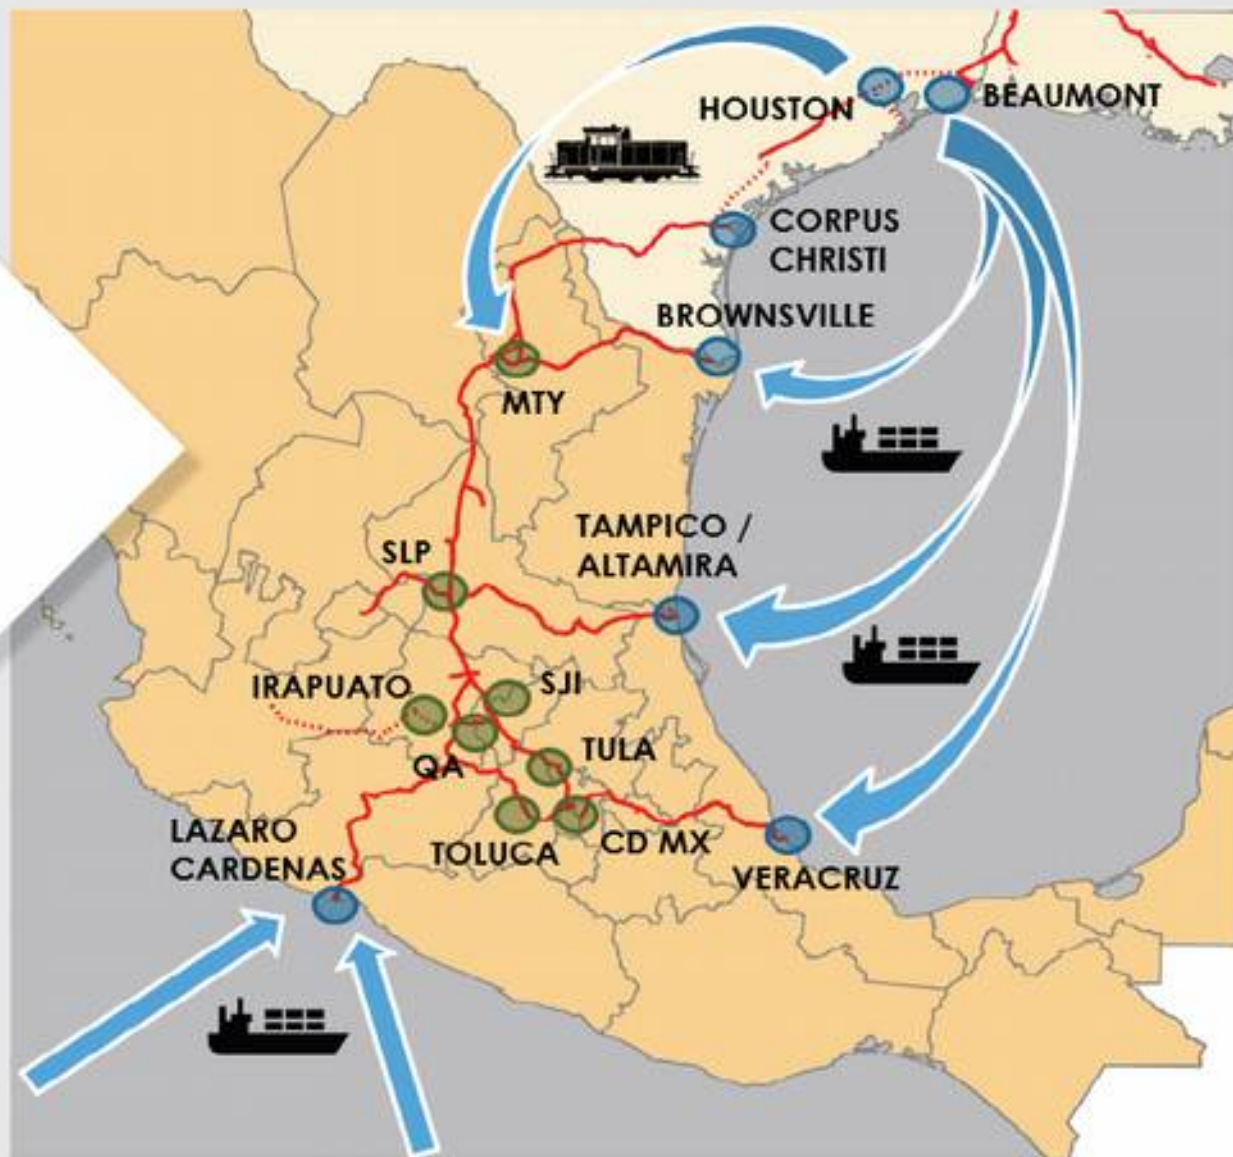 HOUSTON
BEAUMONT
CORPUS
CHRISTI
BROWNSVILLE
MTY
TAMPICO /
ALTAMIRA
SLP
IRAPUATO
SJI
QA
TULA
LAZARO
CARDENAS
TOLUCA
CD MX
VERACRUZ